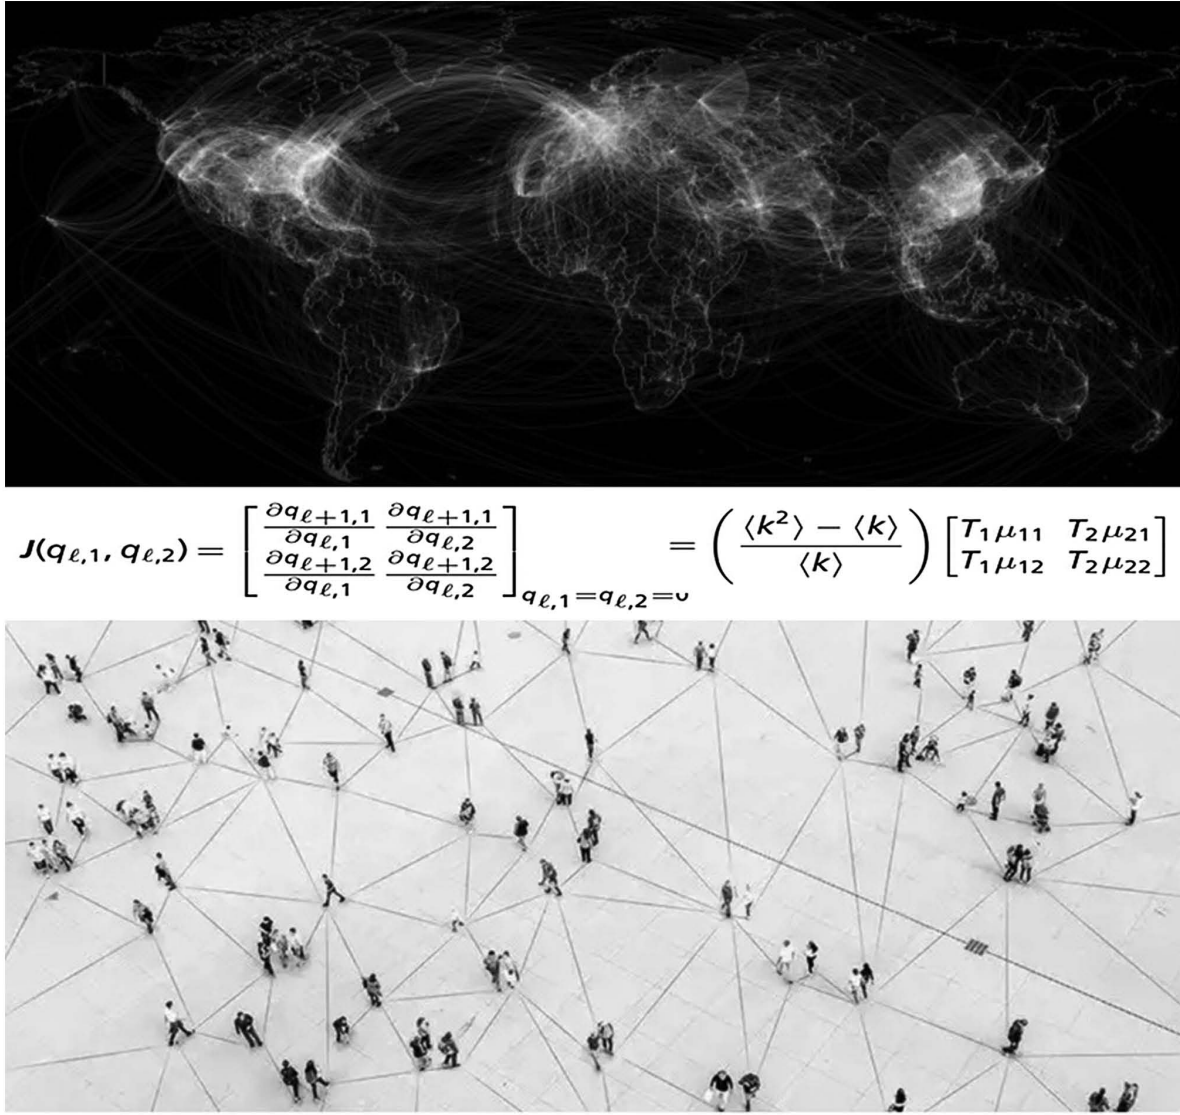 J(qℓ,1, qℓ,2) = [ ∂qℓ+1,1/∂qℓ,1 ∂qℓ+1,1/∂qℓ,2 ; ∂qℓ+1,2/∂qℓ,1 ∂qℓ+1,2/∂qℓ,2 ]qℓ,1=qℓ,2=0 = ( (⟨k²⟩ − ⟨k⟩)/⟨k⟩ ) [ T₁μ₁₁ T₂μ₂₁ ; T₁μ₁₂ T₂μ₂₂ ]